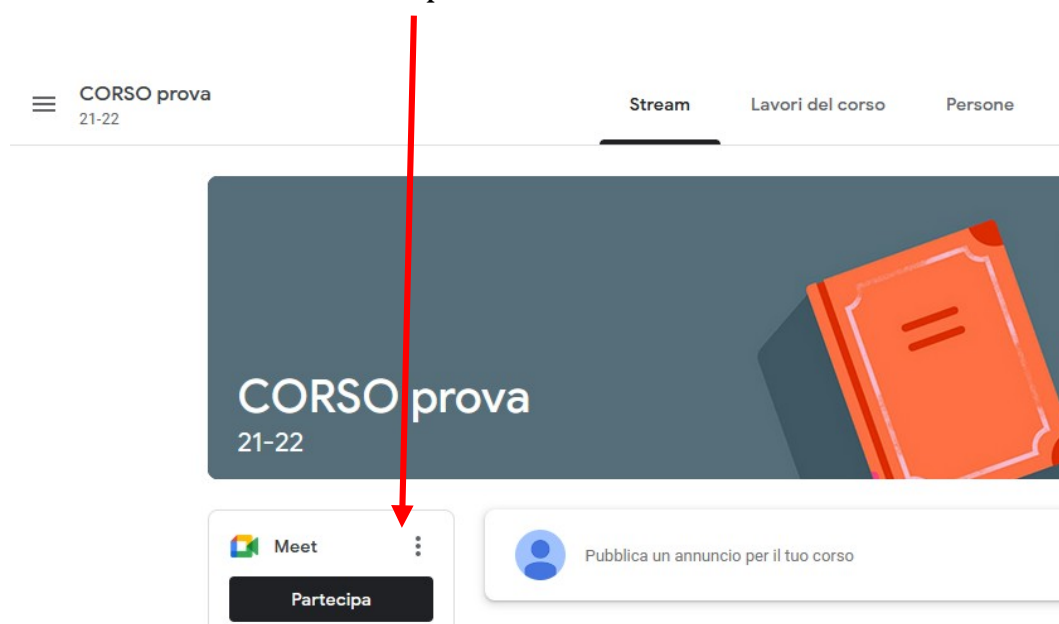 CORSO prova
21-22
Stream Lavori del corso Persone
CORSO prova
21-22
Meet
Pubblica un annuncio per il tuo corso
Partecipa